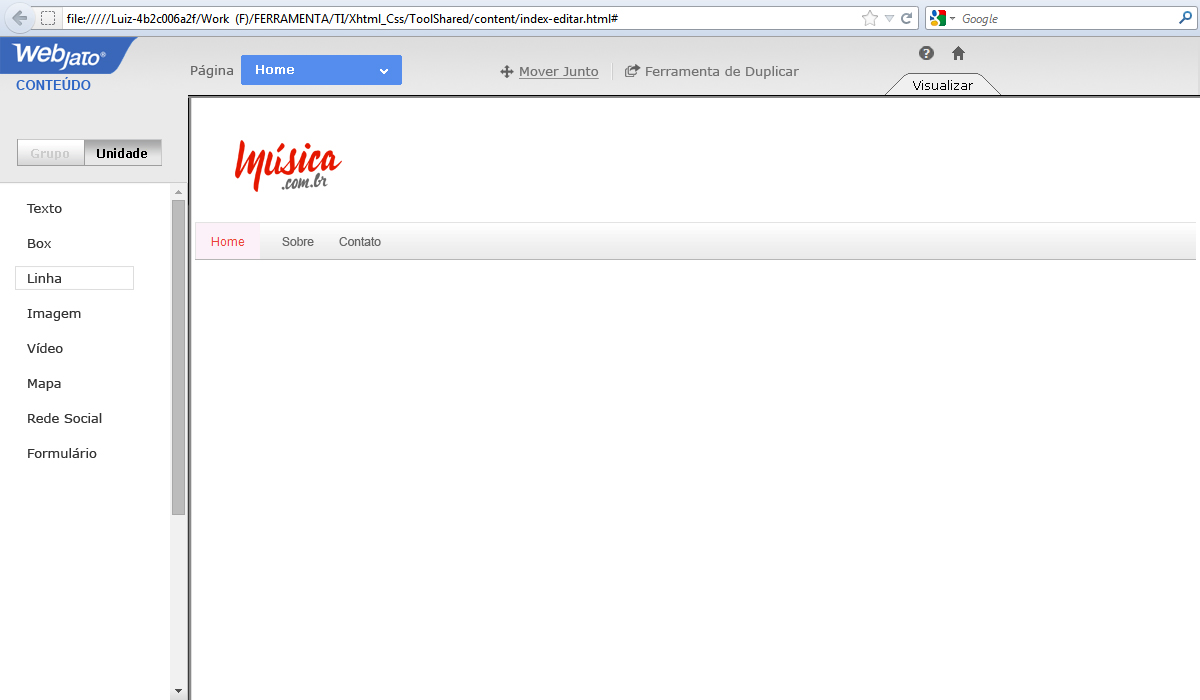 file://///Luiz-4b2c006a2f/Work (F)/FERRAMENTA/TI/Xhtml_Css/ToolShared/content/index-editar.html#
Google
Webjato®
CONTEÚDO
Página
Home
Mover Junto
Ferramenta de Duplicar
?
Visualizar
Grupo
Unidade
Texto
Box
Linha
Imagem
Vídeo
Mapa
Rede Social
Formulário
Música
.com.br
Home
Sobre
Contato